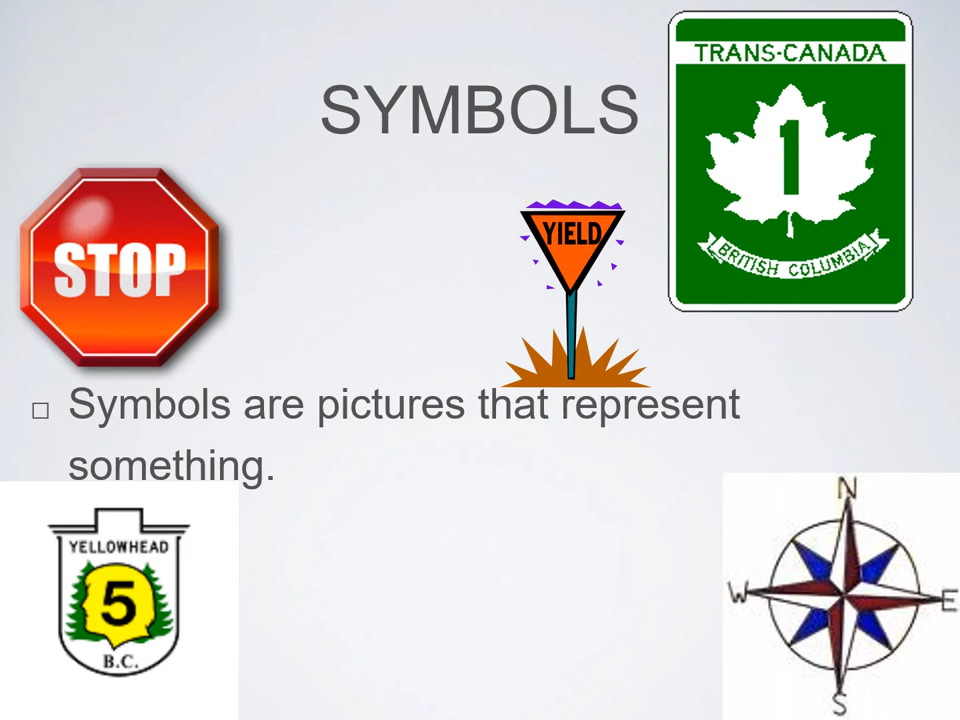 SYMBOLS
TRANS-CANADA
1
BRITISH COLUMBIA
STOP
YIELD
Symbols are pictures that represent
something.
YELLOWHEAD
5
B.C.
N
W
E
S